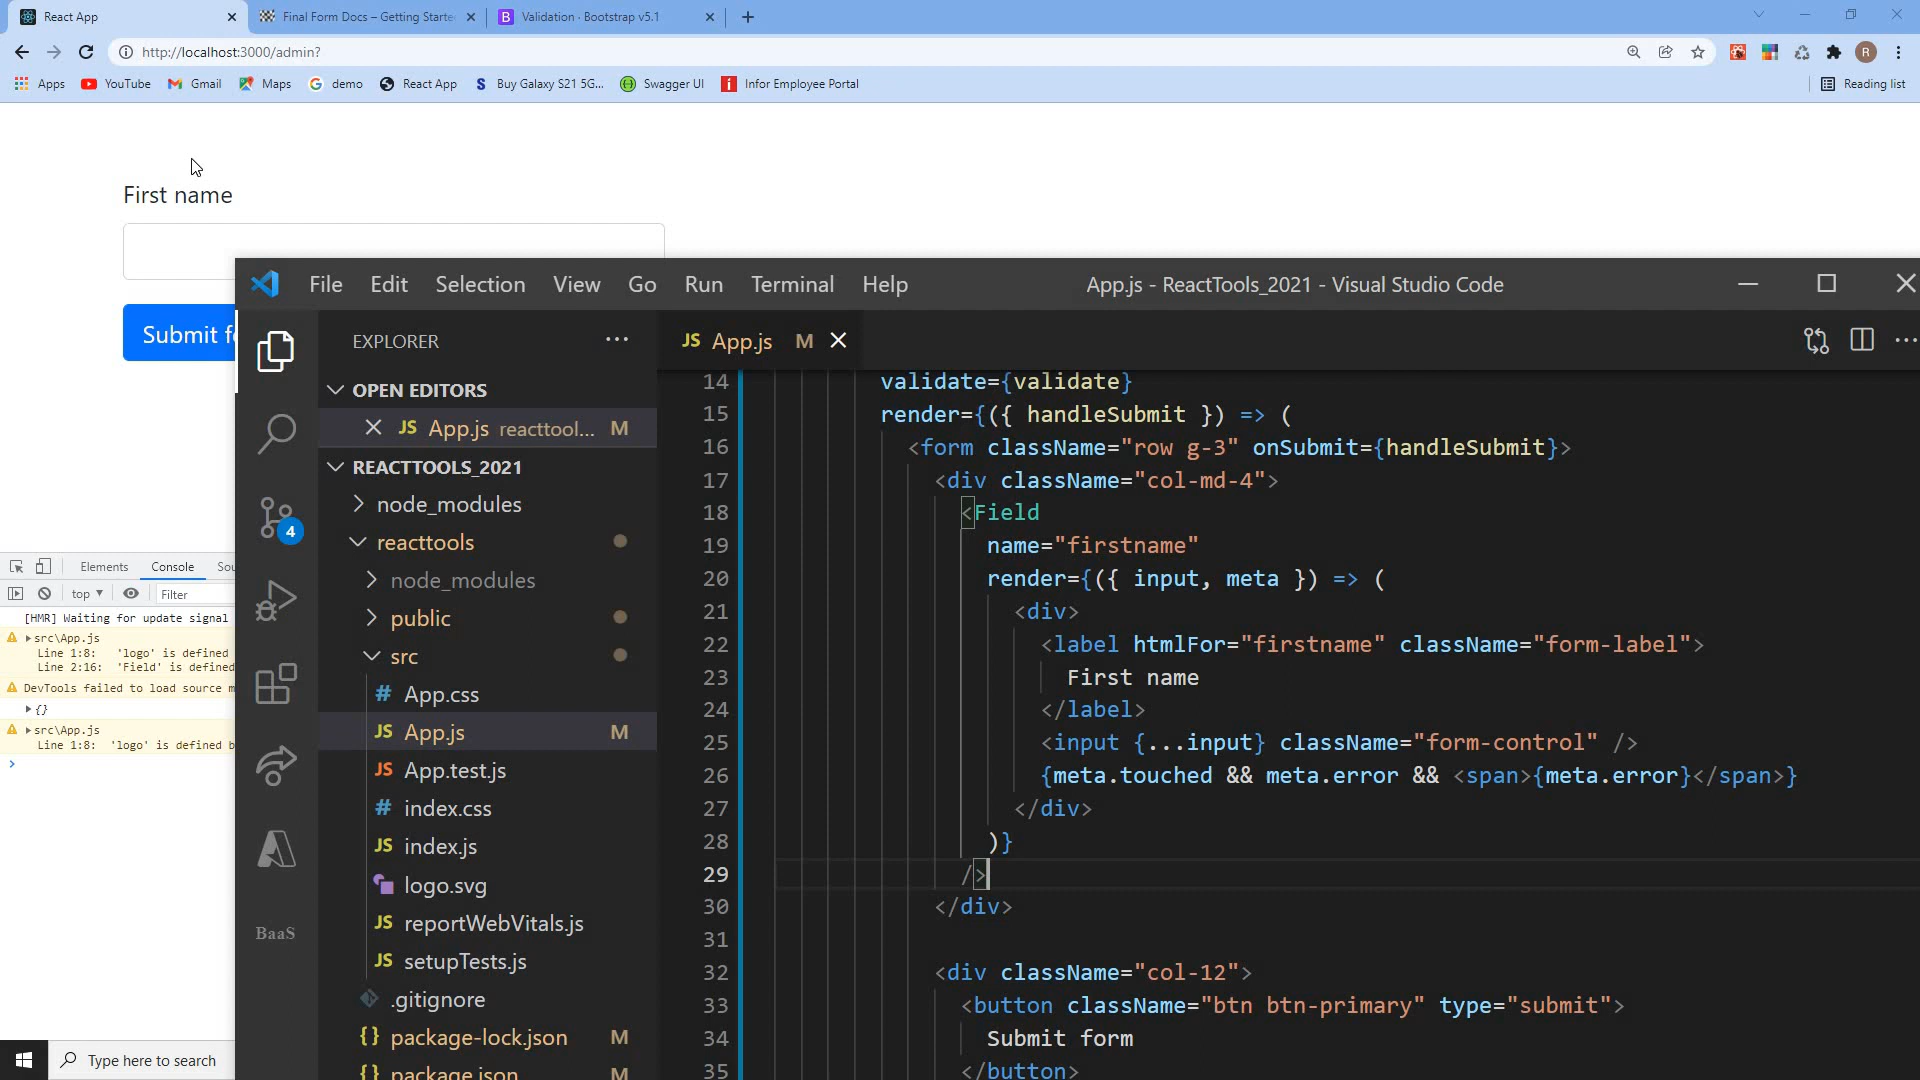 React App
Final Form Docs – Getting Starte
B Validation · Bootstrap v5.1
http://localhost:3000/admin?
R
Apps
YouTube
Gmail
Maps
demo
React App
S Buy Galaxy S21 5G...
Swagger UI
Infor Employee Portal
Reading list
First name
Submit f
File Edit Selection View Go Run Terminal Help
App.js - ReactTools_2021 - Visual Studio Code
EXPLORER
JS App.js M
OPEN EDITORS
JS App.js reacttool... M
REACTTOOLS_2021
node_modules
reacttools
node_modules
public
src
# App.css
JS App.js M
JS App.test.js
# index.css
JS index.js
logo.svg
JS reportWebVitals.js
JS setupTests.js
.gitignore
{} package-lock.json M
{} package.json M
4
BaaS
14 validate={validate}
15 render={({ handleSubmit }) => (
16 <form className="row g-3" onSubmit={handleSubmit}>
17 <div className="col-md-4">
18 <Field
19 name="firstname"
20 render={({ input, meta }) => (
21 <div>
22 <label htmlFor="firstname" className="form-label">
23 First name
24 </label>
25 <input {...input} className="form-control" />
26 {meta.touched && meta.error && <span>{meta.error}</span>}
27 </div>
28 )}
29 />
30 </div>
31
32 <div className="col-12">
33 <button className="btn btn-primary" type="submit">
34 Submit form
35 </button>
Elements Console Sou
top Filter
[HMR] Waiting for update signal
src\App.js
Line 1:8: 'logo' is defined
Line 2:16: 'Field' is defined
DevTools failed to load source m
{}
src\App.js
Line 1:8: 'logo' is defined b
Type here to search